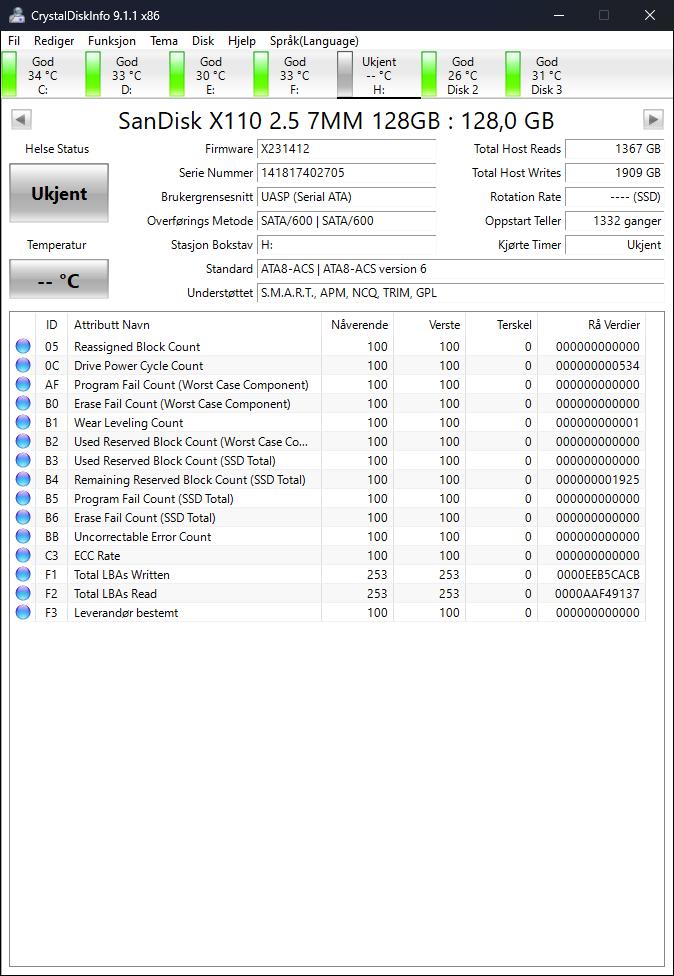 CrystalDiskInfo 9.1.1 x86
Fil Rediger Funksjon Tema Disk Hjelp Språk(Language)
God God God God Ukjent God God
34 °C 33 °C 30 °C 33 °C -- °C 26 °C 31 °C
C: D: E: F: H: Disk 2 Disk 3
SanDisk X110 2.5 7MM 128GB : 128,0 GB
Helse Status
Ukjent
Temperatur
-- °C
Firmware X231412
Serie Nummer 141817402705
Brukergrensesnitt UASP (Serial ATA)
Overførings Metode SATA/600 | SATA/600
Stasjon Bokstav H:
Standard ATA8-ACS | ATA8-ACS version 6
Understøttet S.M.A.R.T., APM, NCQ, TRIM, GPL
Total Host Reads 1367 GB
Total Host Writes 1909 GB
Rotation Rate ---- (SSD)
Oppstart Teller 1332 ganger
Kjørte Timer Ukjent
ID Attributt Navn Nåverende Verste Terskel Rå Verdier
05 Reassigned Block Count 100 100 0 000000000000
0C Drive Power Cycle Count 100 100 0 000000000534
AF Program Fail Count (Worst Case Component) 100 100 0 000000000000
B0 Erase Fail Count (Worst Case Component) 100 100 0 000000000000
B1 Wear Leveling Count 100 100 0 000000000001
B2 Used Reserved Block Count (Worst Case Co... 100 100 0 000000000000
B3 Used Reserved Block Count (SSD Total) 100 100 0 000000000000
B4 Remaining Reserved Block Count (SSD Total) 100 100 0 000000001925
B5 Program Fail Count (SSD Total) 100 100 0 000000000000
B6 Erase Fail Count (SSD Total) 100 100 0 000000000000
BB Uncorrectable Error Count 100 100 0 000000000000
C3 ECC Rate 100 100 0 000000000000
F1 Total LBAs Written 253 253 0 0000EEB5CACB
F2 Total LBAs Read 253 253 0 0000AAF49137
F3 Leverandør bestemt 100 100 0 000000000000